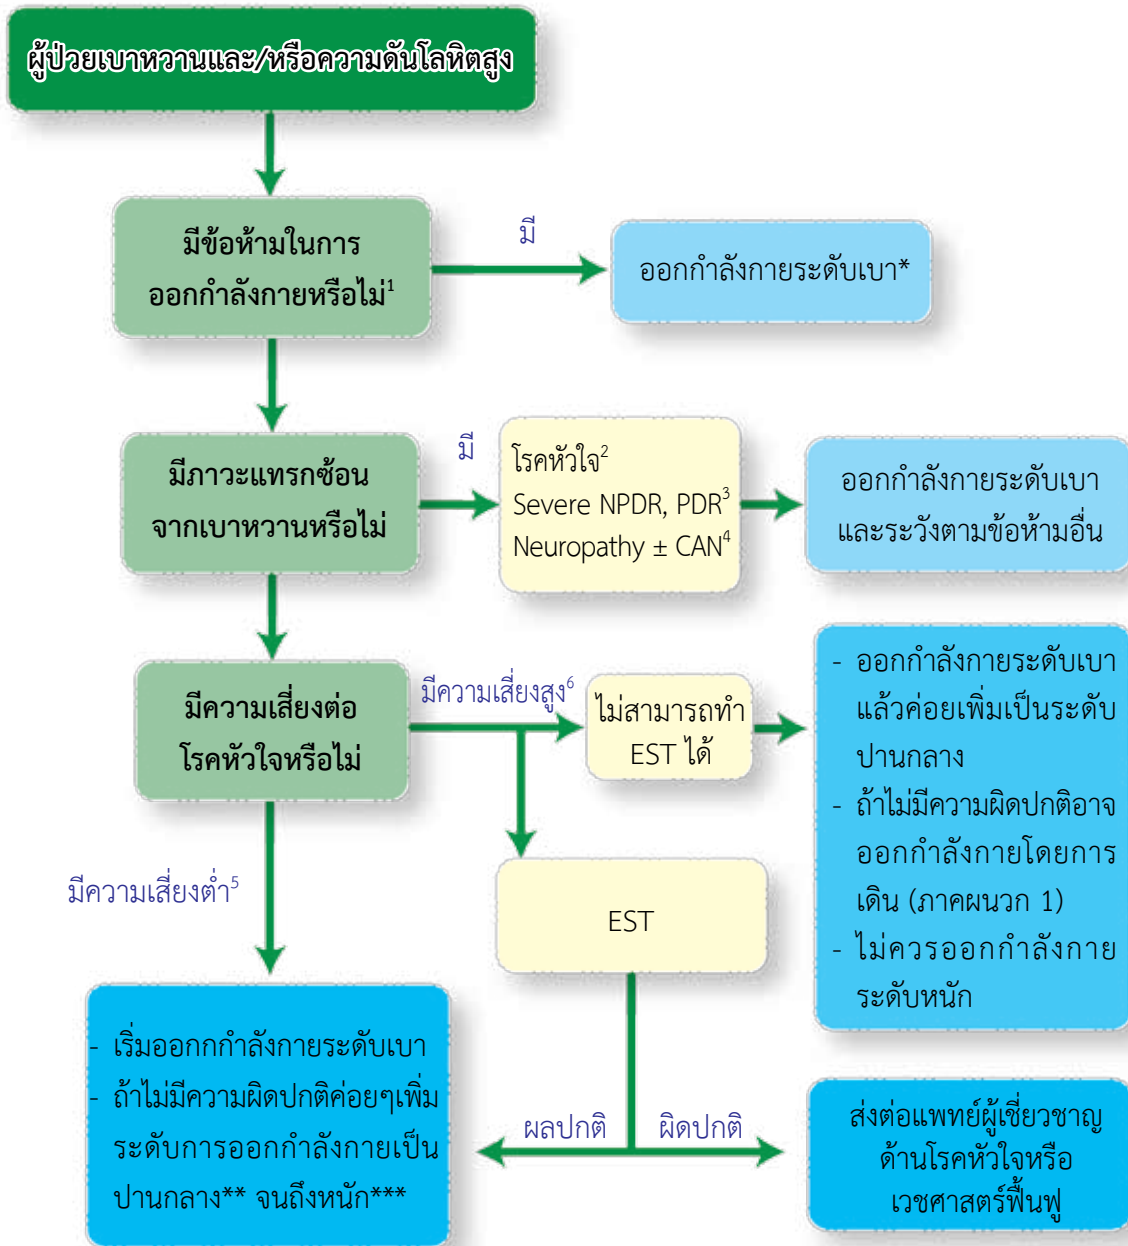 ผู้ป่วยเบาหวานและ/หรือความดันโลหิตสูง
มีข้อห้ามในการ
ออกกำลังกายหรือไม่¹
มี
ออกกำลังกายระดับเบา*
มีภาวะแทรกซ้อน
จากเบาหวานหรือไม่
มี
โรคหัวใจ²
Severe NPDR, PDR³
Neuropathy ± CAN⁴
ออกกำลังกายระดับเบา
และระวังตามข้อห้ามอื่น
มีความเสี่ยงต่อ
โรคหัวใจหรือไม่
มีความเสี่ยงสูง⁶
ไม่สามารถทำ
EST ได้
- ออกกำลังกายระดับเบา
แล้วค่อยเพิ่มเป็นระดับ
ปานกลาง
- ถ้าไม่มีความผิดปกติอาจ
ออกกำลังกายโดยการ
เดิน (ภาคผนวก 1)
- ไม่ควรออกกำลังกาย
ระดับหนัก
มีความเสี่ยงต่ำ⁵
EST
- เริ่มออกกกำลังกายระดับเบา
- ถ้าไม่มีความผิดปกติค่อยๆเพิ่ม
ระดับการออกกำลังกายเป็น
ปานกลาง** จนถึงหนัก***
ผลปกติ
ผิดปกติ
ส่งต่อแพทย์ผู้เชี่ยวชาญ
ด้านโรคหัวใจหรือ
เวชศาสตร์ฟื้นฟู